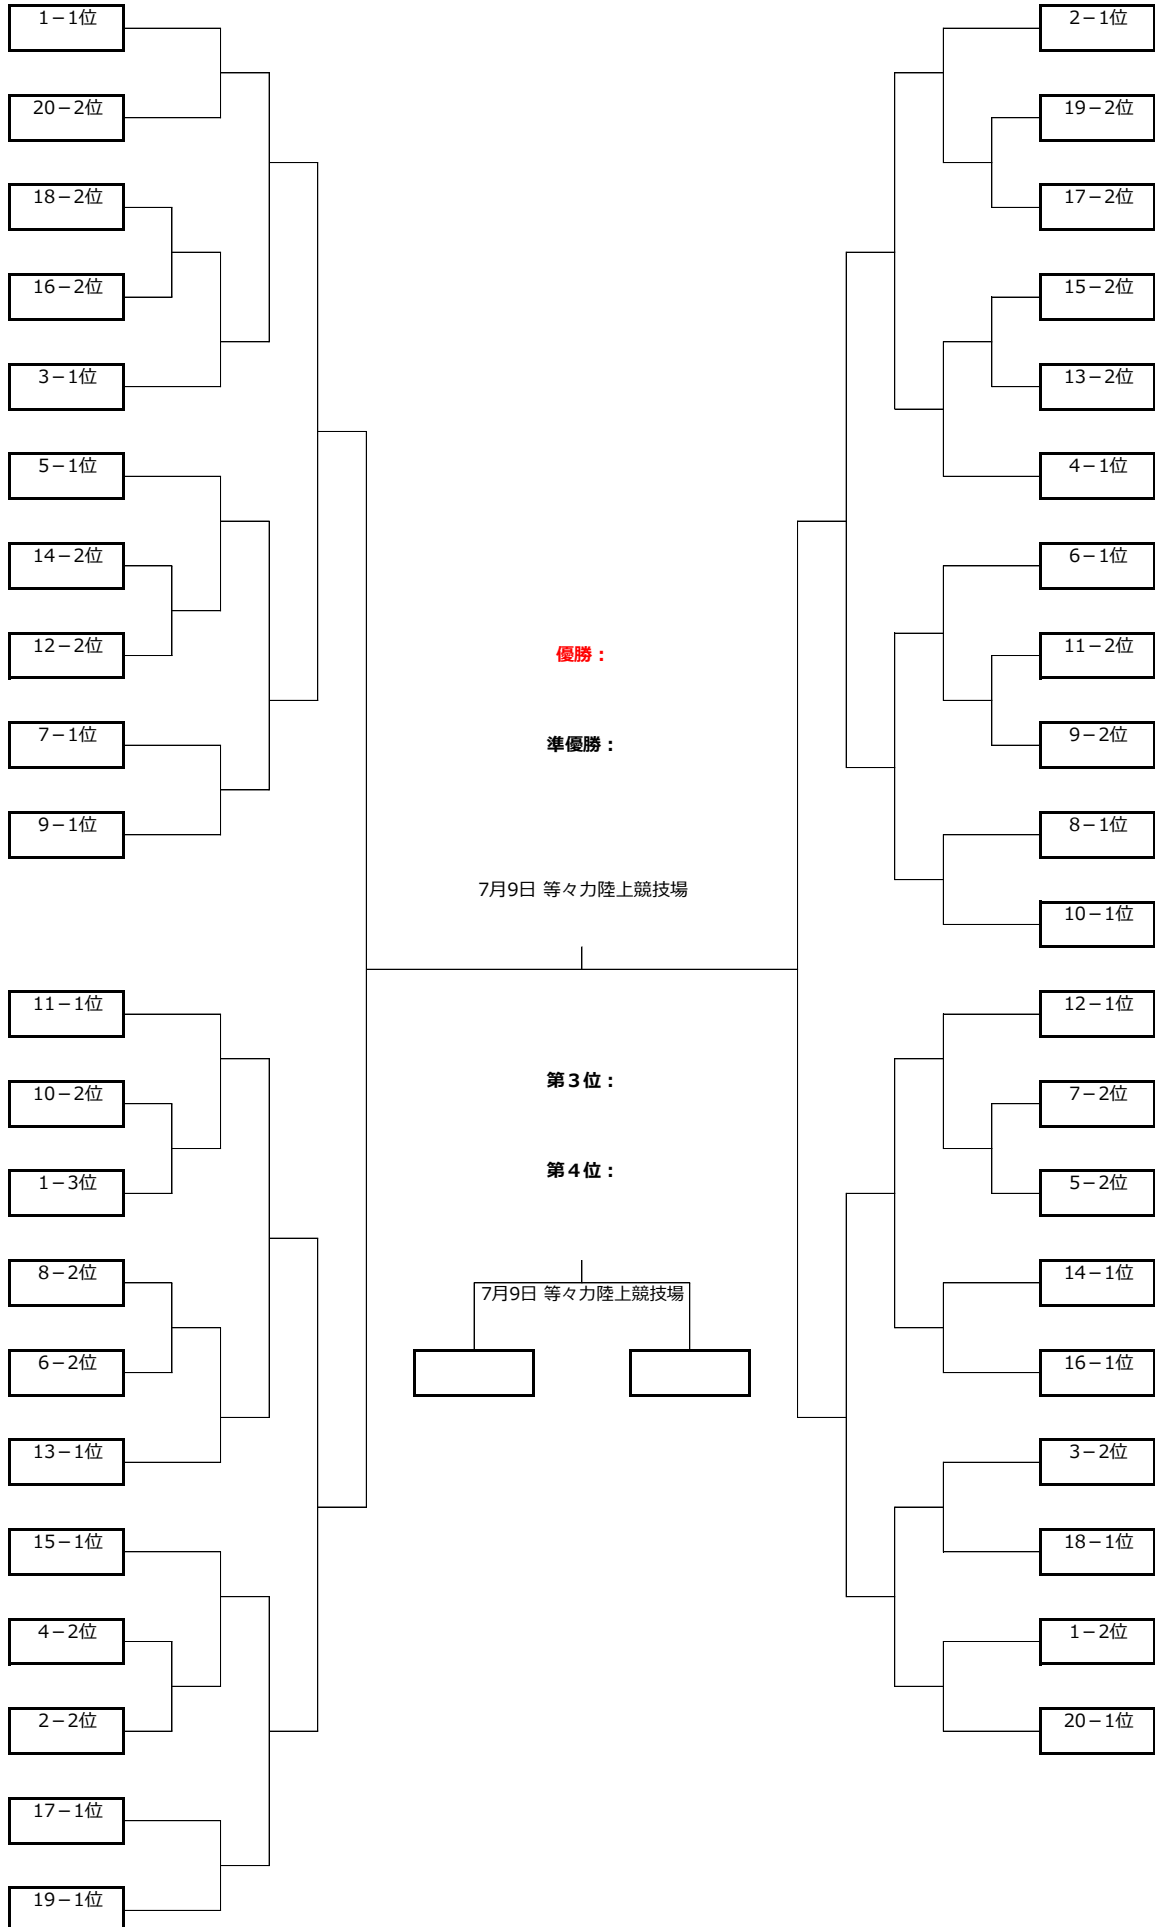 1－1位
20－2位
18－2位
16－2位
3－1位
5－1位
14－2位
12－2位
7－1位
9－1位
11－1位
10－2位
1－3位
8－2位
6－2位
13－1位
15－1位
4－2位
2－2位
17－1位
19－1位
優勝：
準優勝：
7月9日 等々力陸上競技場
第３位：
第４位：
7月9日 等々力陸上競技場
2－1位
19－2位
17－2位
15－2位
13－2位
4－1位
6－1位
11－2位
9－2位
8－1位
10－1位
12－1位
7－2位
5－2位
14－1位
16－1位
3－2位
18－1位
1－2位
20－1位